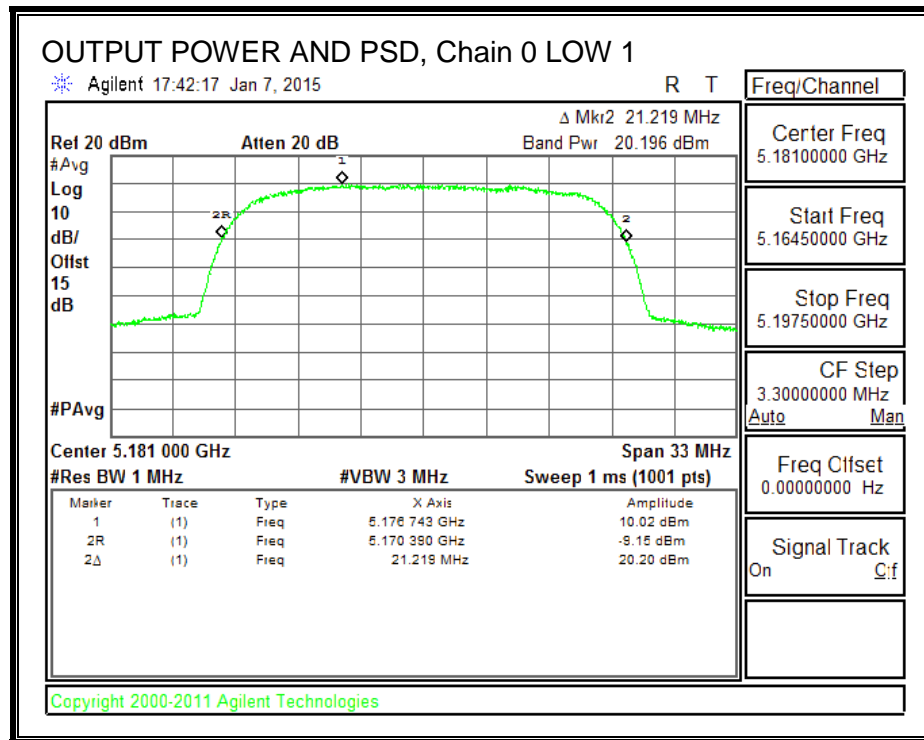 OUTPUT POWER AND PSD, Chain 0 LOW 1
Agilent 17:42:17 Jan 7, 2015 R T
Δ Mkr2 21.219 MHz
Ref 20 dBm Atten 20 dB Band Pwr 20.196 dBm
#Avg
Log
10
dB/
Offst
15
dB
#PAvg
1
2R
2
Center 5.181 000 GHz Span 33 MHz
#Res BW 1 MHz #VBW 3 MHz Sweep 1 ms (1001 pts)
Marker Trace Type X Axis Amplitude
1 (1) Freq 5.176 743 GHz 10.02 dBm
2R (1) Freq 5.170 390 GHz -9.15 dBm
2Δ (1) Freq 21.219 MHz 20.20 dBm
Copyright 2000-2011 Agilent Technologies
Freq/Channel
Center Freq
5.18100000 GHz
Start Freq
5.16450000 GHz
Stop Freq
5.19750000 GHz
CF Step
3.30000000 MHz
Auto Man
Freq Offset
0.00000000 Hz
Signal Track
On Off